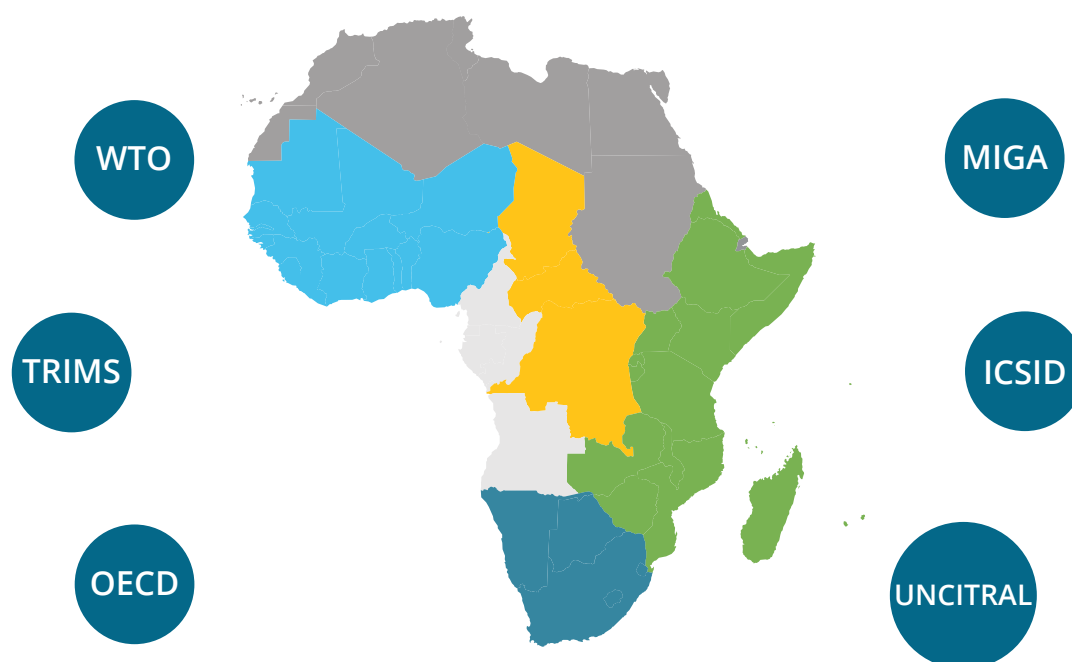 WTO
MIGA
TRIMS
ICSID
OECD
UNCITRAL